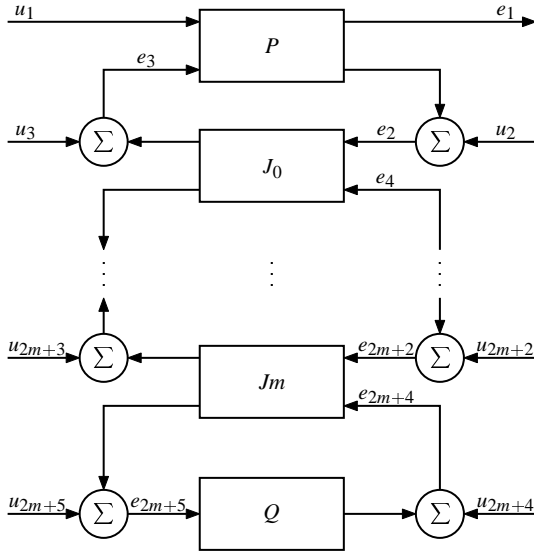 u₁ P e₁
e₃
u₃ Σ e₂ Σ u₂
J₀
e₄
⋮ ⋮ ⋮
u₂ₘ₊₃ Σ e₂ₘ₊₂ Σ u₂ₘ₊₂
Jm
e₂ₘ₊₄
u₂ₘ₊₅ Σ e₂ₘ₊₅ Q Σ u₂ₘ₊₄